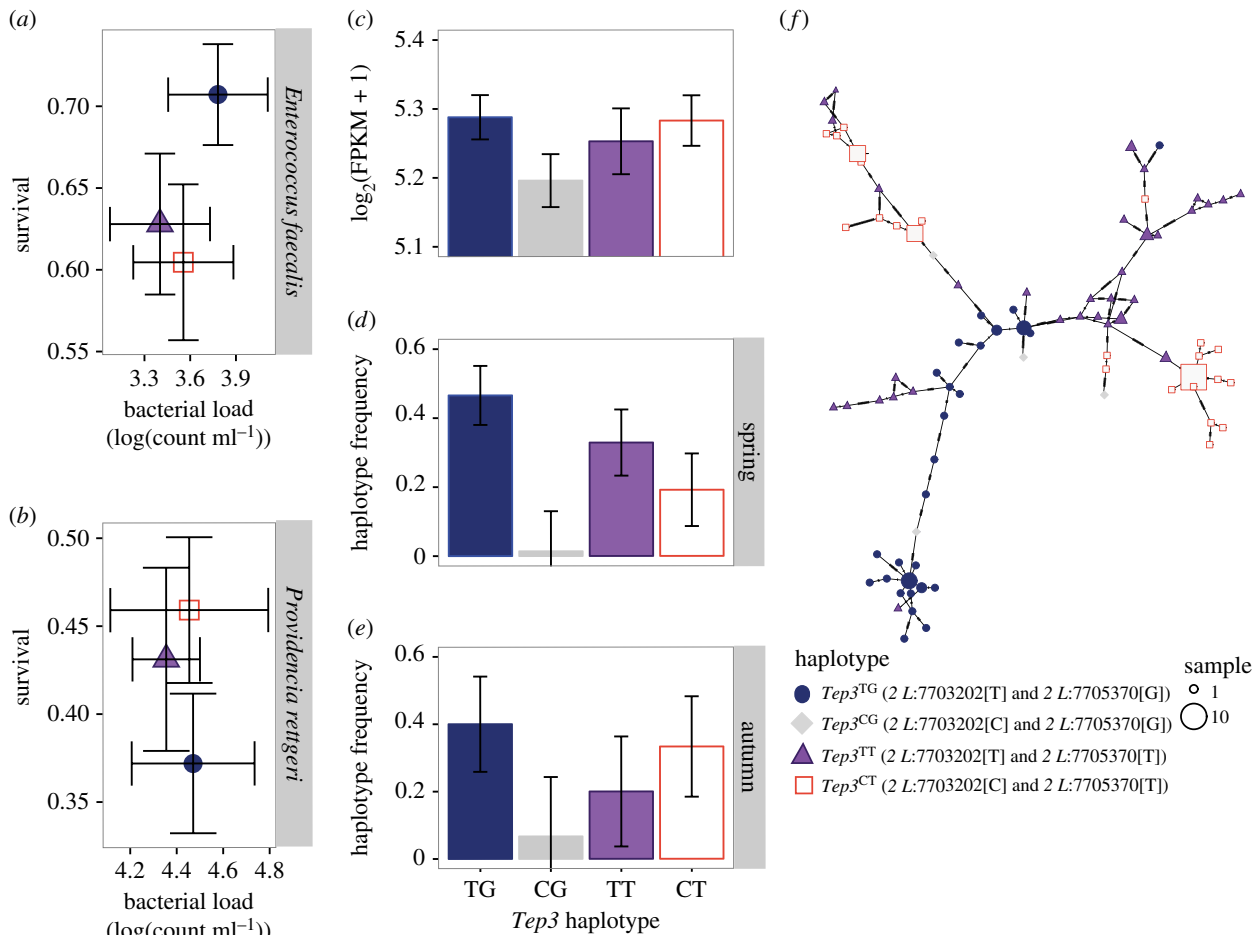 (a)
0.70
0.65
0.60
0.55
survival
Enterococcus faecalis
3.3 3.6 3.9
bacterial load
(log(count ml⁻¹))
(b)
0.50
0.45
0.40
0.35
survival
Providencia rettgeri
4.2 4.4 4.6 4.8
bacterial load
(log(count ml⁻¹))
(c)
5.4
5.3
5.2
5.1
log₂(FPKM + 1)
(d)
0.6
0.4
0.2
0
haplotype frequency
spring
(e)
0.6
0.4
0.2
0
haplotype frequency
autumn
TG CG TT CT
Tep3 haplotype
(f)
haplotype
Tep3ᵀᴳ (2 L:7703202[T] and 2 L:7705370[G])
Tep3ᶜᴳ (2 L:7703202[C] and 2 L:7705370[G])
Tep3ᵀᵀ (2 L:7703202[T] and 2 L:7705370[T])
Tep3ᶜᵀ (2 L:7703202[C] and 2 L:7705370[T])
sample
1
10